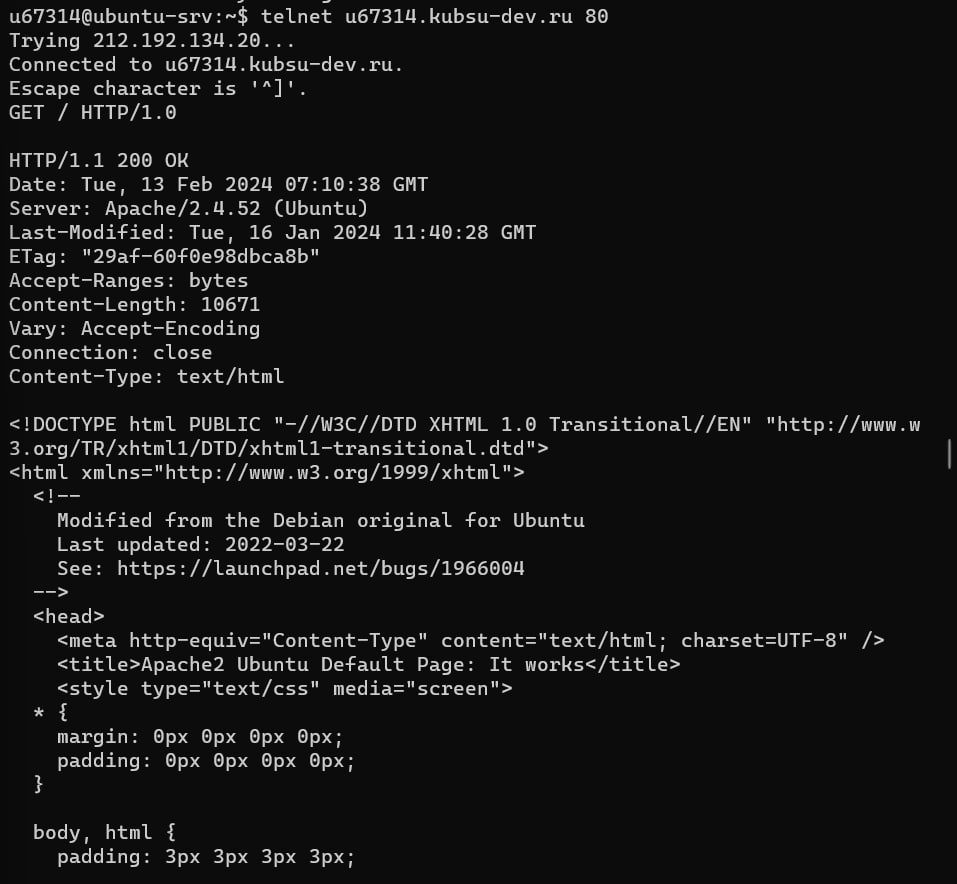 u67314@ubuntu-srv:~$ telnet u67314.kubsu-dev.ru 80
Trying 212.192.134.20...
Connected to u67314.kubsu-dev.ru.
Escape character is '^]'.
GET / HTTP/1.0

HTTP/1.1 200 OK
Date: Tue, 13 Feb 2024 07:10:38 GMT
Server: Apache/2.4.52 (Ubuntu)
Last-Modified: Tue, 16 Jan 2024 11:40:28 GMT
ETag: "29af-60f0e98dbca8b"
Accept-Ranges: bytes
Content-Length: 10671
Vary: Accept-Encoding
Connection: close
Content-Type: text/html

<!DOCTYPE html PUBLIC "-//W3C//DTD XHTML 1.0 Transitional//EN" "http://www.w
3.org/TR/xhtml1/DTD/xhtml1-transitional.dtd">
<html xmlns="http://www.w3.org/1999/xhtml">
  <!--
    Modified from the Debian original for Ubuntu
    Last updated: 2022-03-22
    See: https://launchpad.net/bugs/1966004
  -->
  <head>
    <meta http-equiv="Content-Type" content="text/html; charset=UTF-8" />
    <title>Apache2 Ubuntu Default Page: It works</title>
    <style type="text/css" media="screen">
  * {
    margin: 0px 0px 0px 0px;
    padding: 0px 0px 0px 0px;
  }

  body, html {
    padding: 3px 3px 3px 3px;